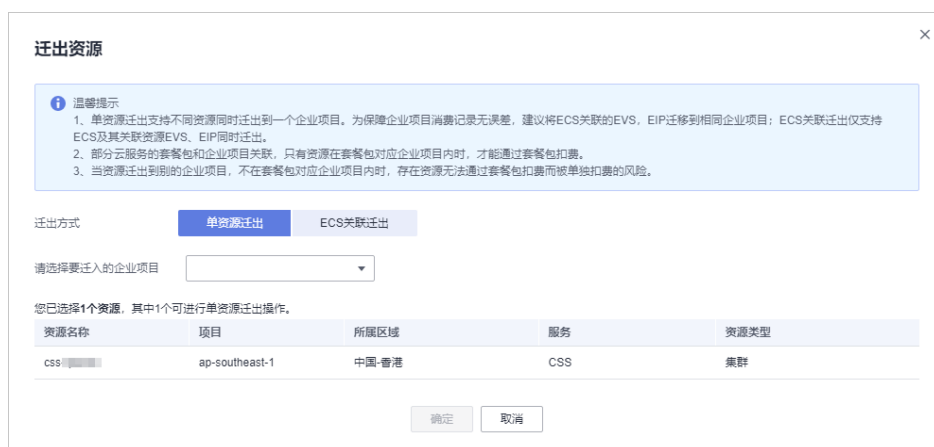 迁出资源
温馨提示
1、单资源迁出支持不同资源同时迁出到一个企业项目。为保障企业项目消费记录无误差，建议将ECS关联的EVS，EIP迁移到相同企业项目；ECS关联迁出仅支持
ECS及其关联资源EVS、EIP同时迁出。
2、部分云服务的套餐包和企业项目关联，只有资源在套餐包对应企业项目内时，才能通过套餐包扣费。
3、当资源迁出到别的企业项目，不在套餐包对应企业项目内时，存在资源无法通过套餐包扣费而被单独扣费的风险。
迁出方式 单资源迁出 ECS关联迁出
请选择要迁入的企业项目
您已选择1个资源，其中1个可进行单资源迁出操作。
资源名称 项目 所属区域 服务 资源类型
css ap-southeast-1 中国-香港 CSS 集群
确定 取消